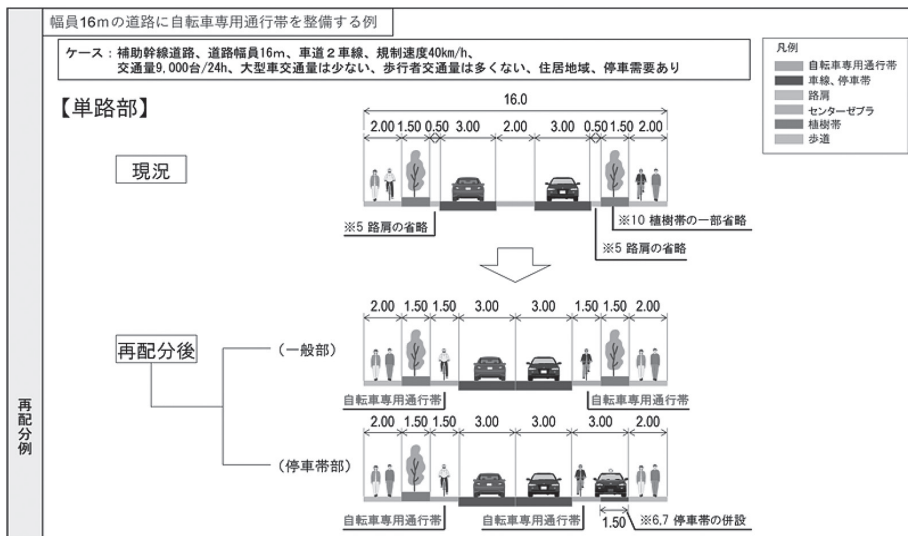 幅員16mの道路に自転車専用通行帯を整備する例
ケース：補助幹線道路、道路幅員16m、車道２車線、規制速度40km/h、
交通量9,000台/24h、大型車交通量は少ない、歩行者交通量は多くない、住居地域、停車需要あり
凡例
自転車専用通行帯
車線、停車帯
路肩
センターゼブラ
植樹帯
歩道
【単路部】
16.0
2.00 1.50 0.50 3.00 2.00 3.00 0.50 1.50 2.00
現況
※5 路肩の省略
※10 植樹帯の一部省略
※5 路肩の省略
2.00 1.50 1.50 3.00 3.00 1.50 1.50 2.00
再配分後
（一般部）
自転車専用通行帯
自転車専用通行帯
2.00 1.50 1.50 3.00 3.00 3.00 2.00
（停車帯部）
自転車専用通行帯
自転車専用通行帯
1.50
※6,7 停車帯の併設
再配分例